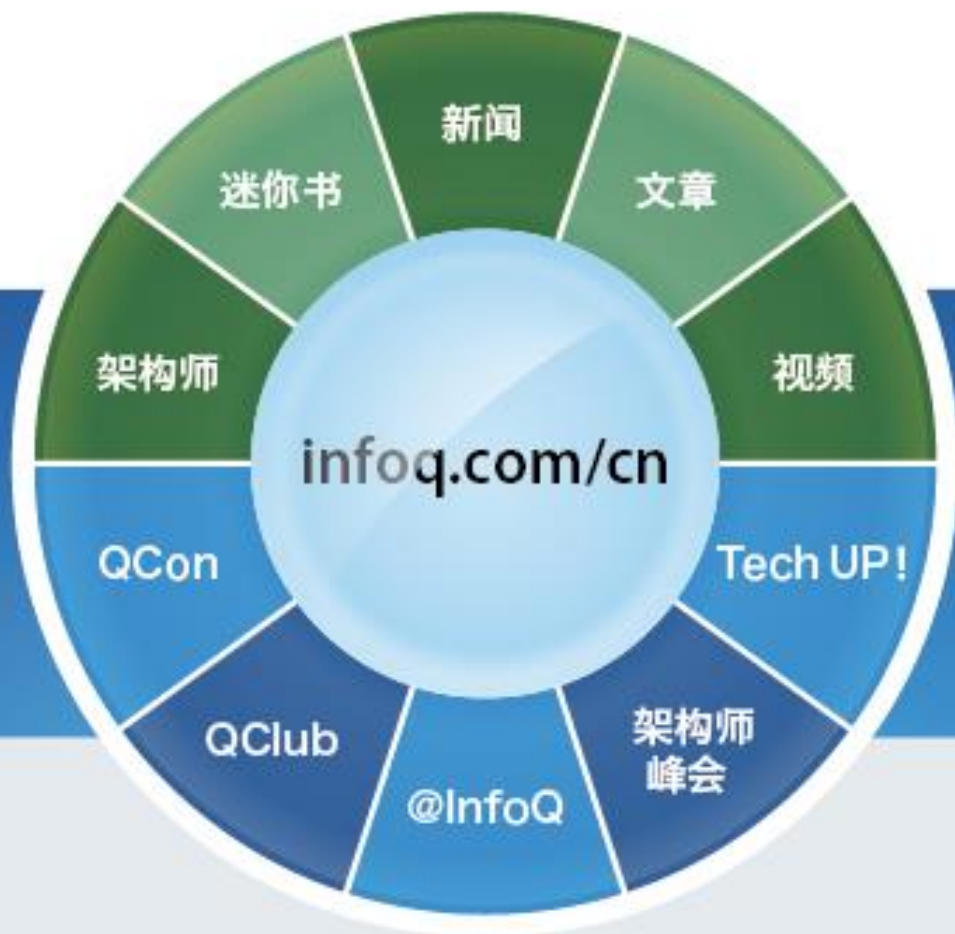 新闻
迷你书
文章
架构师
视频
infoq.com/cn
QCon
Tech UP!
QClub
架构师
峰会
@InfoQ